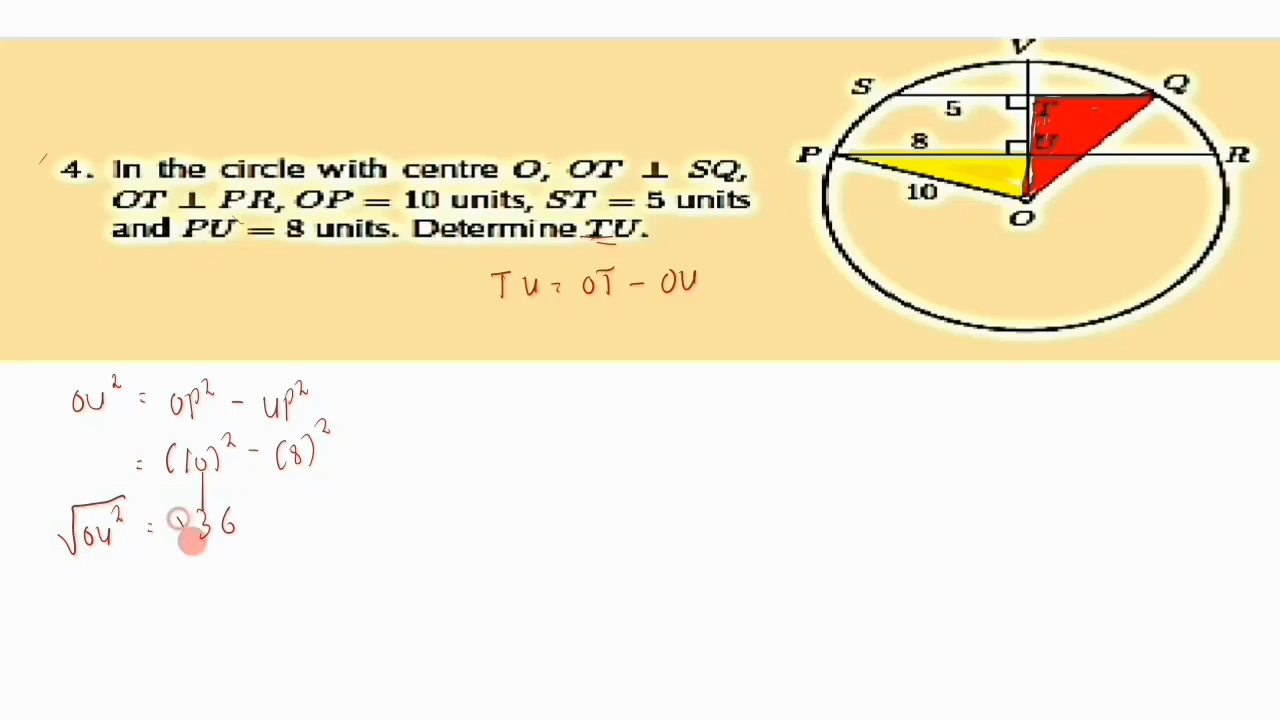 4. In the circle with centre O, OT ⊥ SQ,
OT ⊥ PR, OP = 10 units, ST = 5 units
and PU = 8 units. Determine TU.
V
S
Q
5
T
8
U
P
R
10
O
TU = OT - OU
OU² = OP² - UP²
= (10)² - (8)²
√OU² = √36